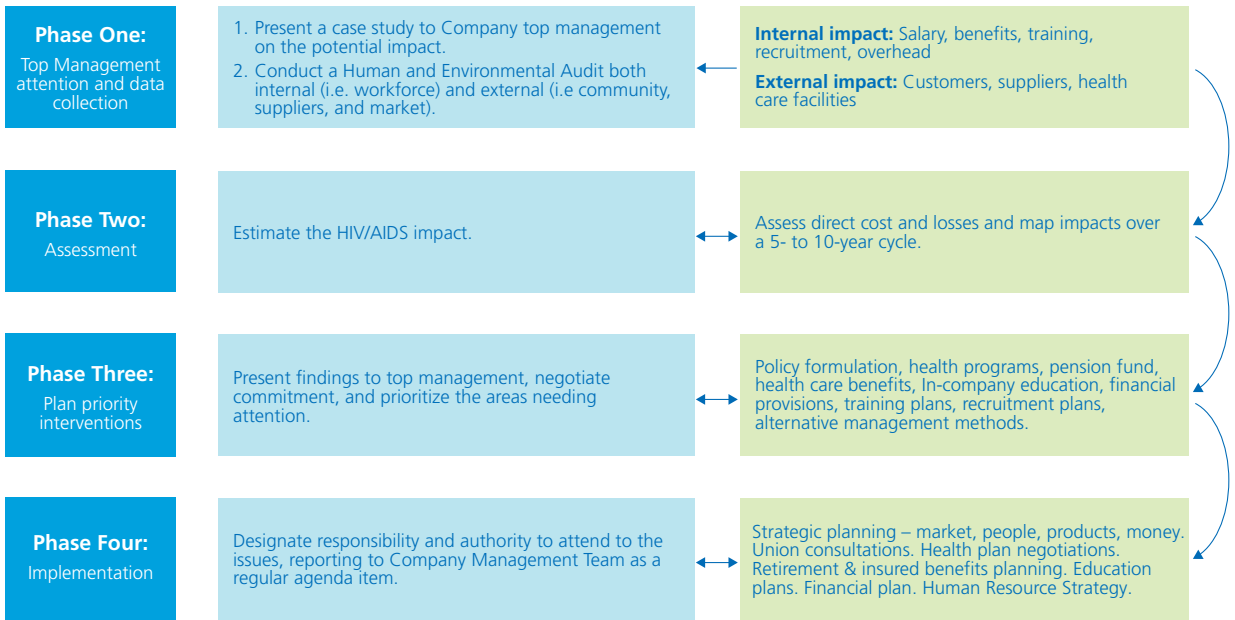 Phase One:
Top Management
attention and data
collection
1. Present a case study to Company top management
on the potential impact.
2. Conduct a Human and Environmental Audit both
internal (i.e. workforce) and external (i.e community,
suppliers, and market).
Internal impact: Salary, benefits, training,
recruitment, overhead
External impact: Customers, suppliers, health
care facilities
Phase Two:
Assessment
Estimate the HIV/AIDS impact.
Assess direct cost and losses and map impacts over
a 5- to 10-year cycle.
Phase Three:
Plan priority
interventions
Present findings to top management, negotiate
commitment, and prioritize the areas needing
attention.
Policy formulation, health programs, pension fund,
health care benefits, In-company education, financial
provisions, training plans, recruitment plans,
alternative management methods.
Phase Four:
Implementation
Designate responsibility and authority to attend to the
issues, reporting to Company Management Team as a
regular agenda item.
Strategic planning – market, people, products, money.
Union consultations. Health plan negotiations.
Retirement & insured benefits planning. Education
plans. Financial plan. Human Resource Strategy.